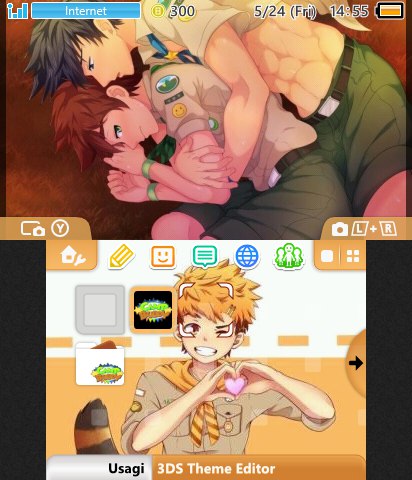 Internet
300
5/24 (Fri)
14:55
Y
L+R
Usagi
3DS Theme Editor